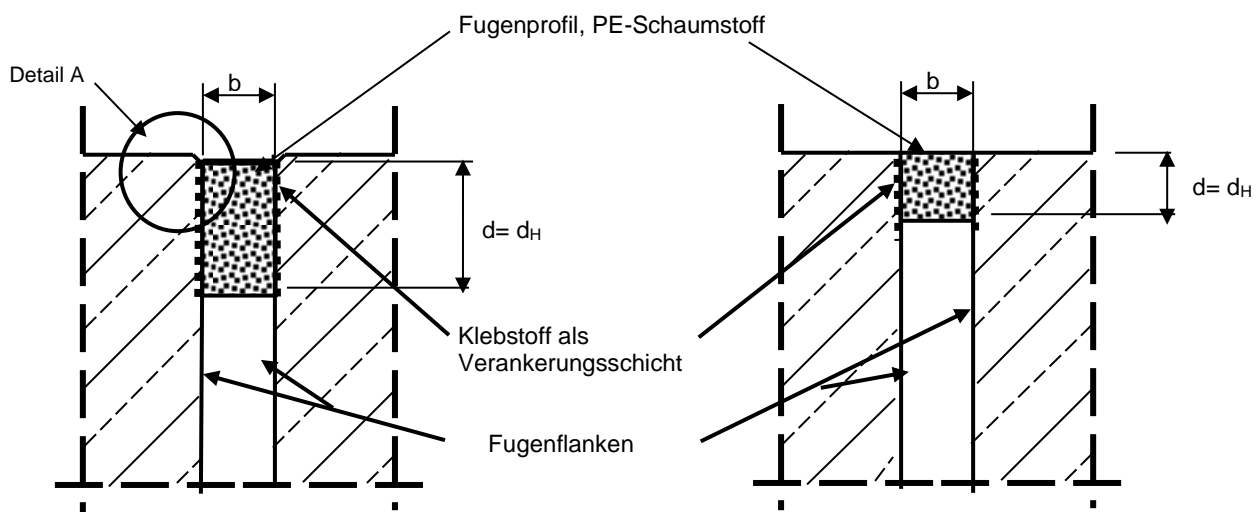 Fugenprofil, PE-Schaumstoff
Detail A
b
b
d= dH
d= dH
Klebstoff als
Verankerungsschicht
Fugenflanken